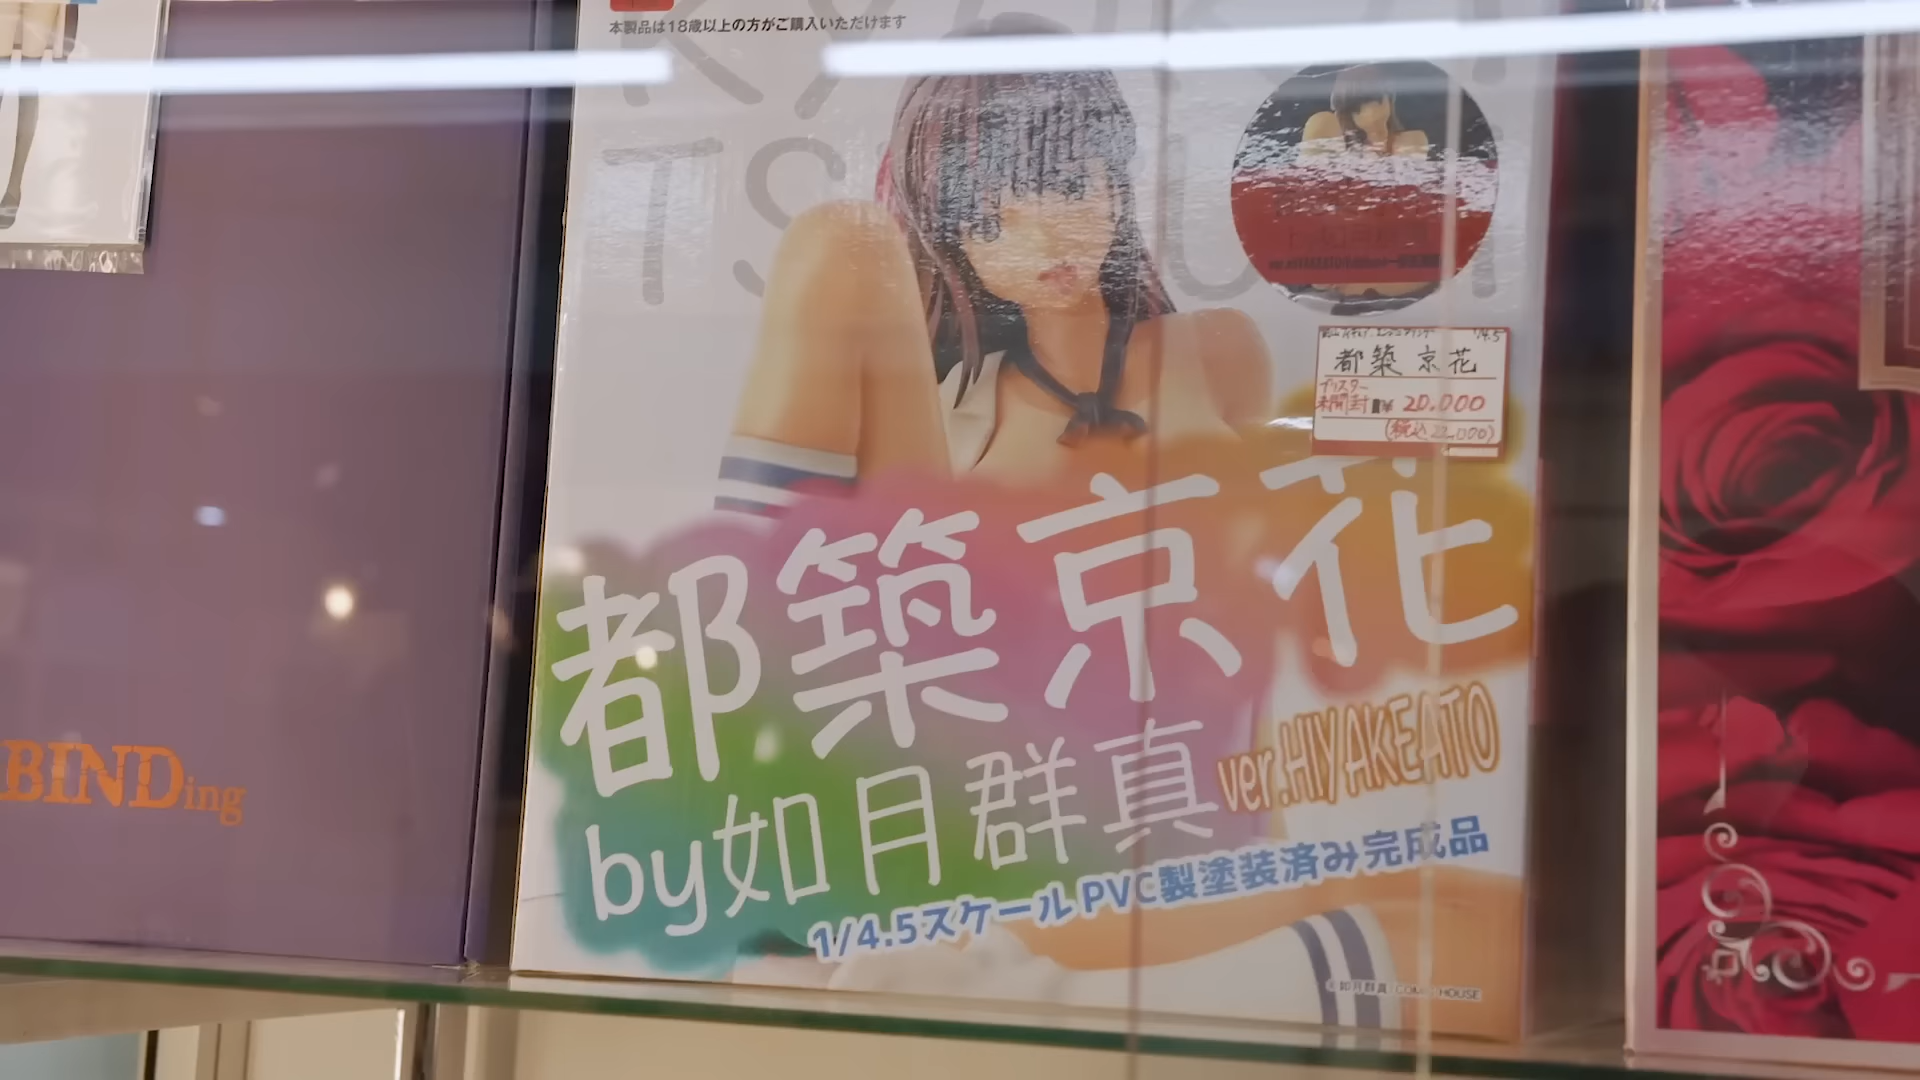 本製品は18歳以上の方がご購入いただけます
都築 京花
ブリスター
未開封 ¥20,000
(税込22,000)
都築京花
by如月群真
ver.HIYAKEATO
1/4.5スケール PVC製塗装済み完成品
BINDing